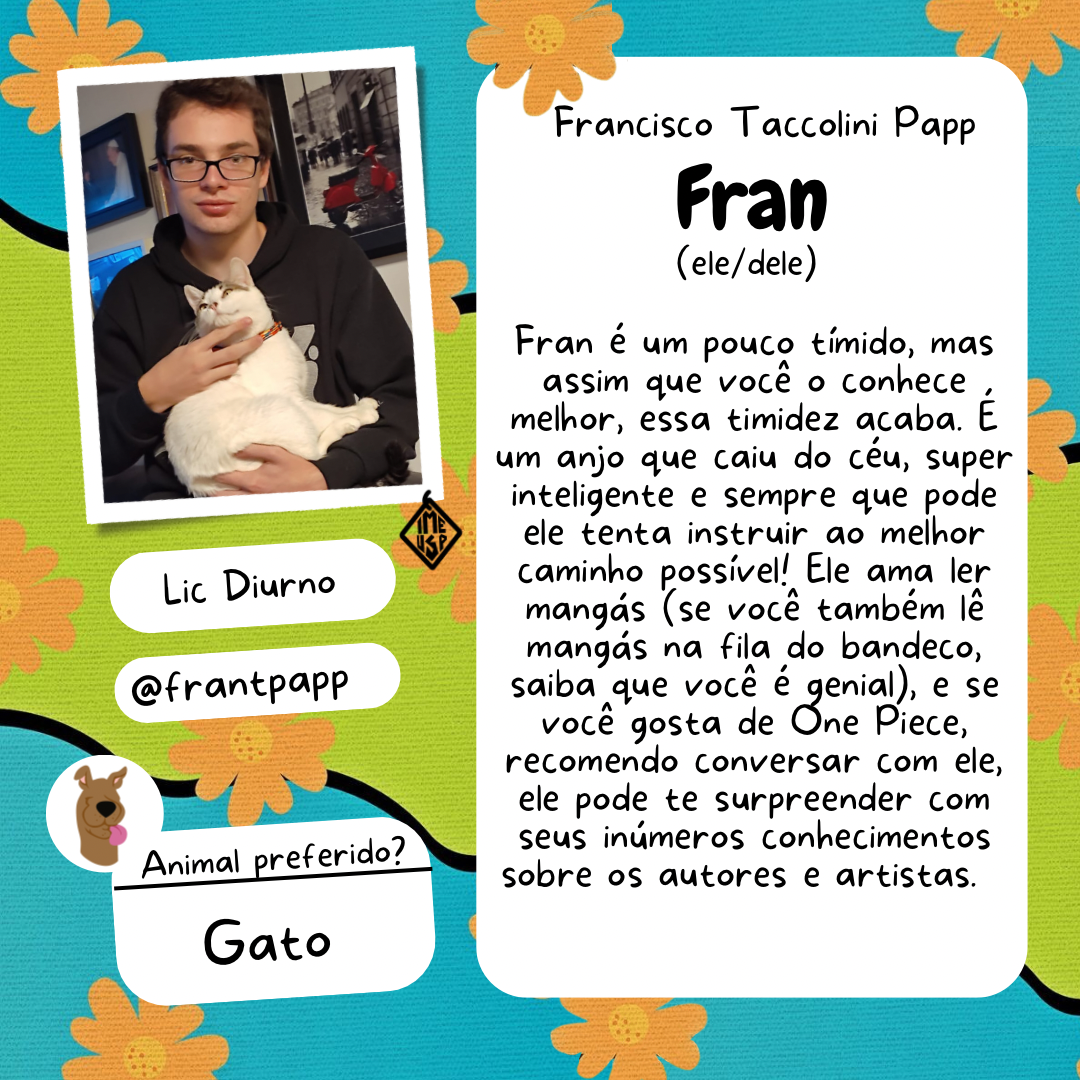 Francisco Taccolini Papp
Fran
(ele/dele)
Fran é um pouco tímido, mas
assim que você o conhece
melhor, essa timidez acaba. É
um anjo que caiu do céu, super
inteligente e sempre que pode
ele tenta instruir ao melhor
caminho possível! Ele ama ler
mangás (se você também lê
mangás na fila do bandeco,
saiba que você é genial), e se
você gosta de One Piece,
recomendo conversar com ele,
ele pode te surpreender com
seus inúmeros conhecimentos
sobre os autores e artistas.
IME
USP
Lic Diurno
@frantpapp
Animal preferido?
Gato